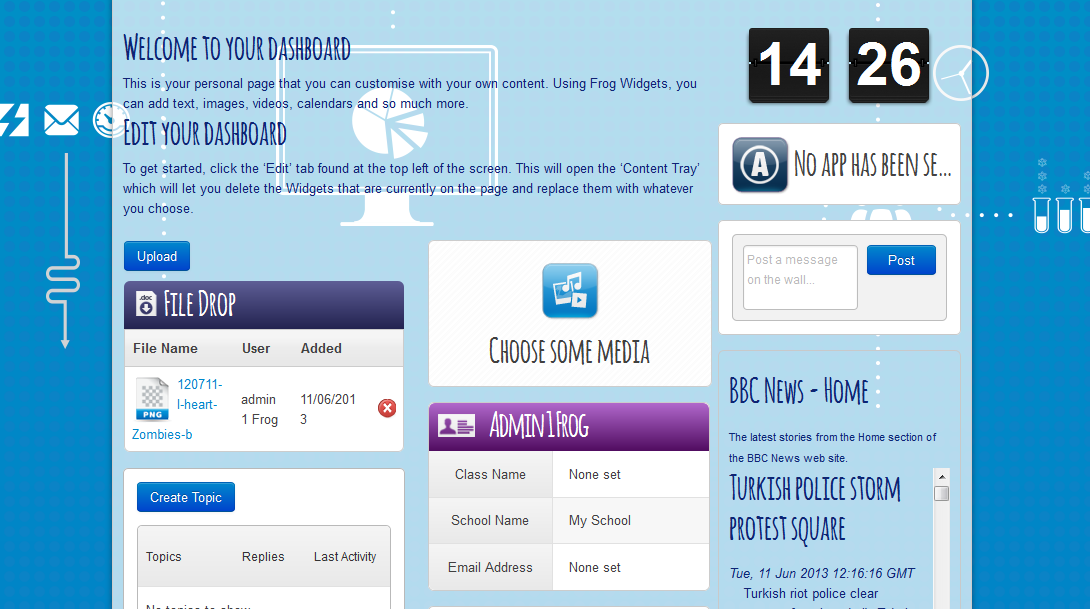 Welcome to your dashboard
This is your personal page that you can customise with your own content. Using Frog Widgets, you
can add text, images, videos, calendars and so much more.
Edit your dashboard
To get started, click the ‘Edit’ tab found at the top left of the screen. This will open the ‘Content Tray’
which will let you delete the Widgets that are currently on the page and replace them with whatever
you choose.
Upload
.doc
File Drop
File Name User Added
PNG
120711-
l-heart-
Zombies-b
admin
1 Frog
11/06/201
3
Create Topic
Topics Replies Last Activity
No topics to show
Choose some media
Admin1Frog
Class Name None set
School Name My School
Email Address None set
14 26
A
No app has been se...
Post a message
on the wall...
Post
BBC News - Home
The latest stories from the Home section of
the BBC News web site.
Turkish police storm
protest square
Tue, 11 Jun 2013 12:16:16 GMT
Turkish riot police clear